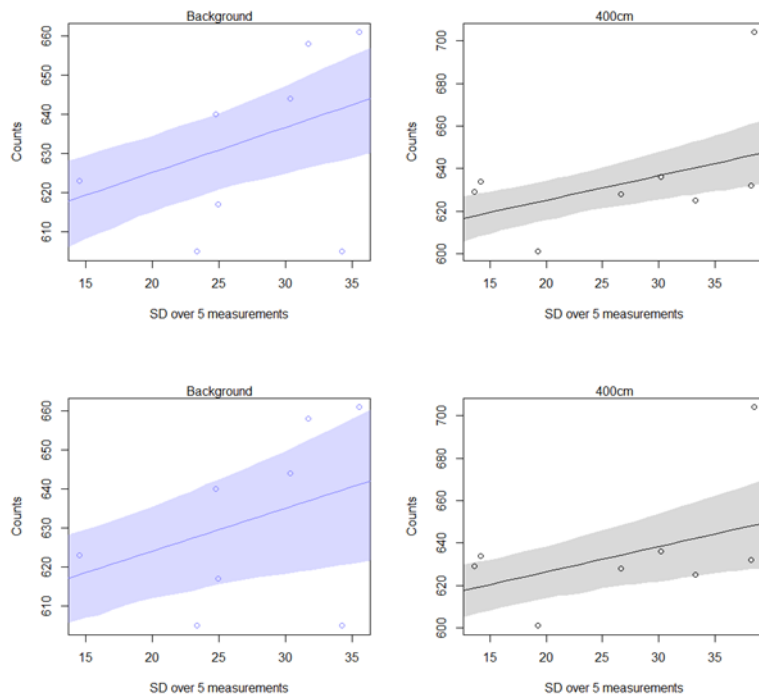 Background
Counts
610 620 630 640 650 660
15 20 25 30 35
SD over 5 measurements
400cm
Counts
600 620 640 660 680 700
15 20 25 30 35
SD over 5 measurements
Background
Counts
610 620 630 640 650 660
15 20 25 30 35
SD over 5 measurements
400cm
Counts
600 620 640 660 680 700
15 20 25 30 35
SD over 5 measurements